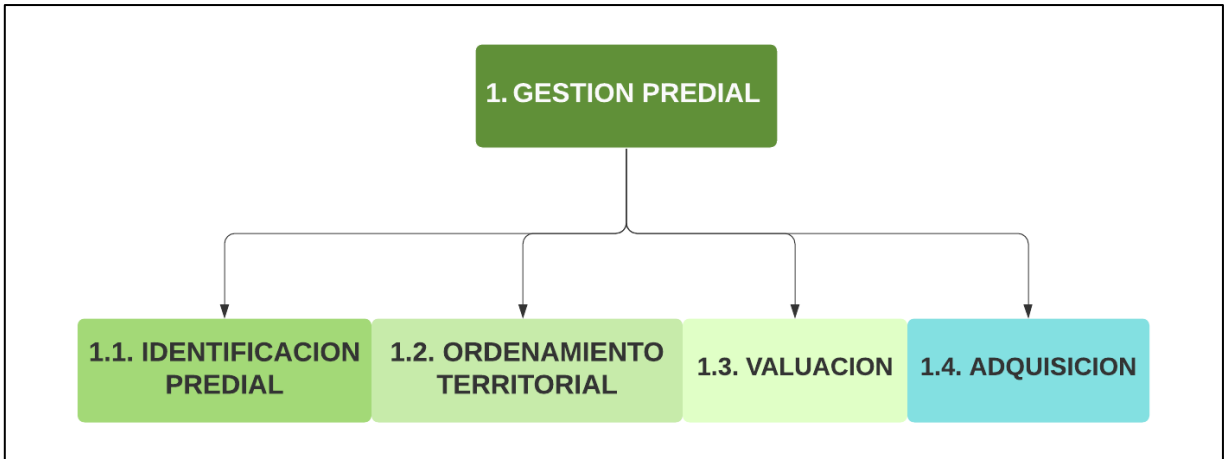 1. GESTION PREDIAL
1.1. IDENTIFICACION
PREDIAL
1.2. ORDENAMIENTO
TERRITORIAL
1.3. VALUACION
1.4. ADQUISICION